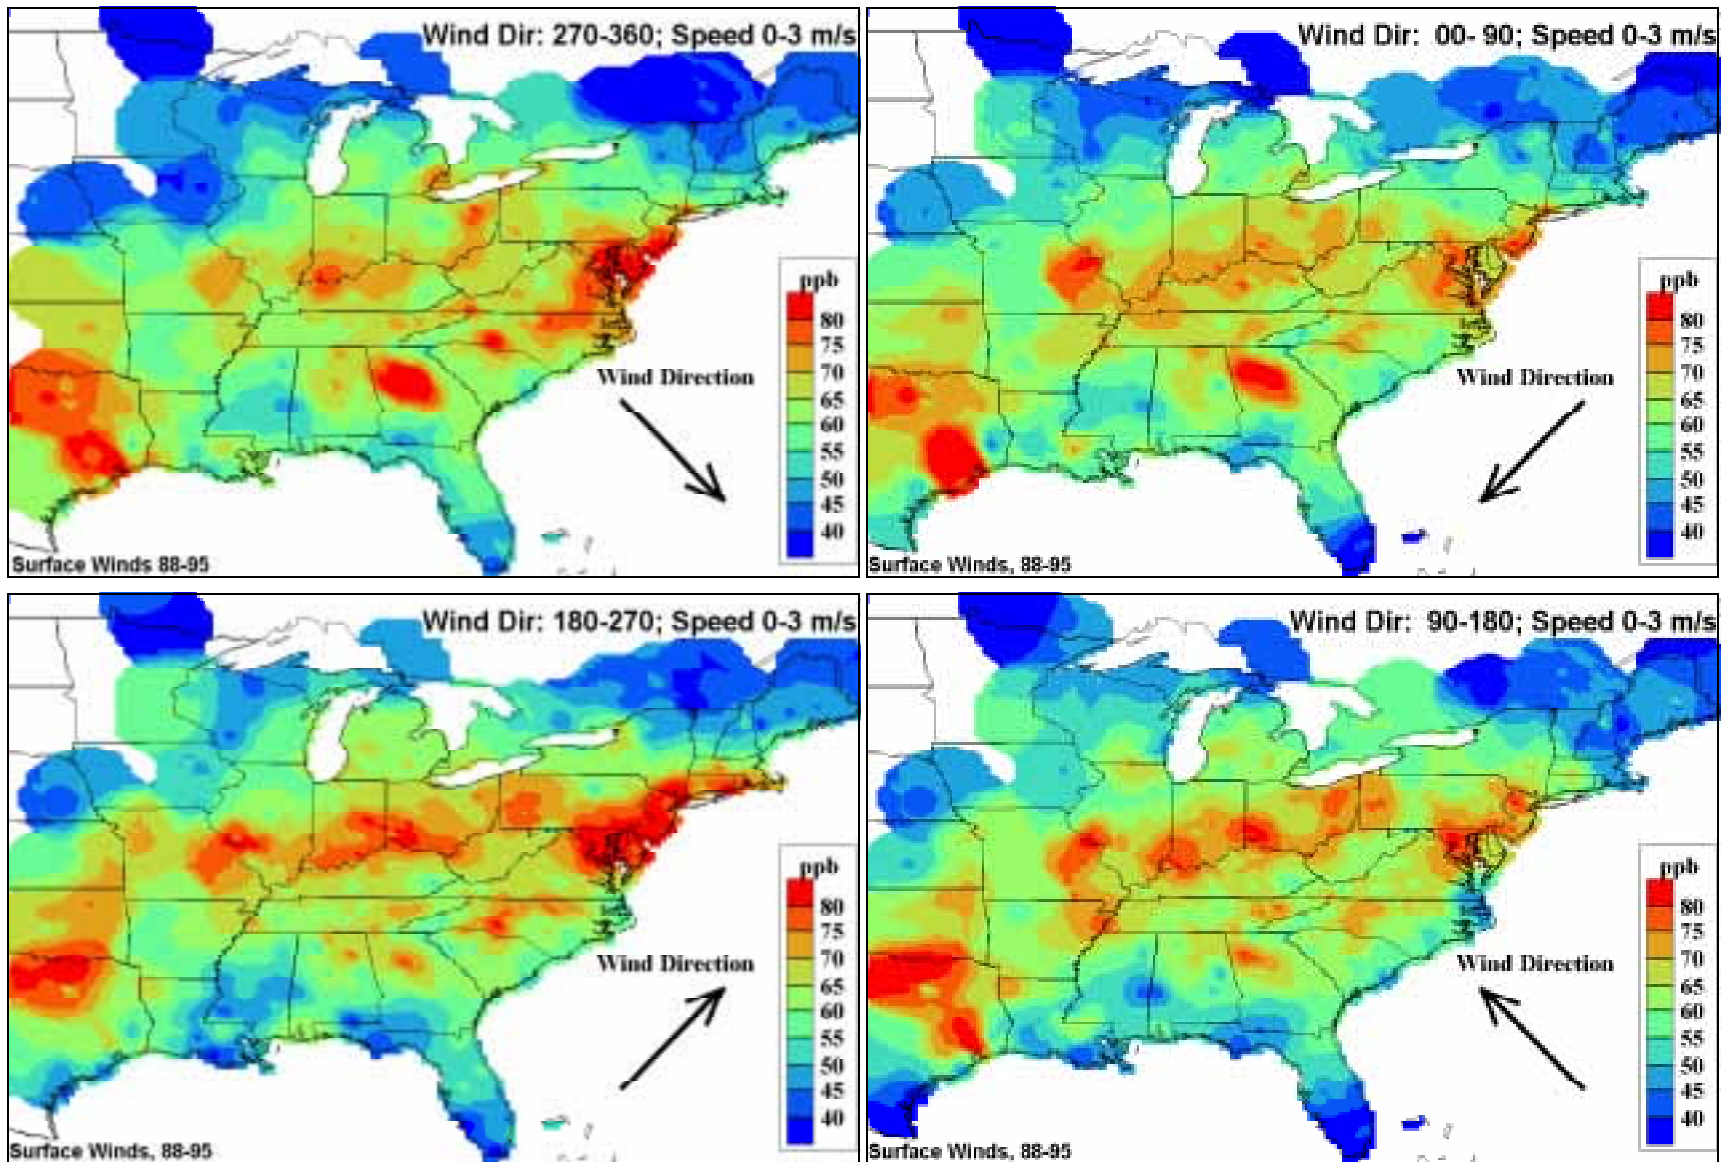 Wind Dir: 270-360; Speed 0-3 m/s
ppb
80
75
70
65
60
55
50
45
40
Wind Direction
Surface Winds 88-95
Wind Dir: 00- 90; Speed 0-3 m/s
ppb
80
75
70
65
60
55
50
45
40
Wind Direction
Surface Winds, 88-95
Wind Dir: 180-270; Speed 0-3 m/s
ppb
80
75
70
65
60
55
50
45
40
Wind Direction
Surface Winds, 88-95
Wind Dir: 90-180; Speed 0-3 m/s
ppb
80
75
70
65
60
55
50
45
40
Wind Direction
Surface Winds, 88-95